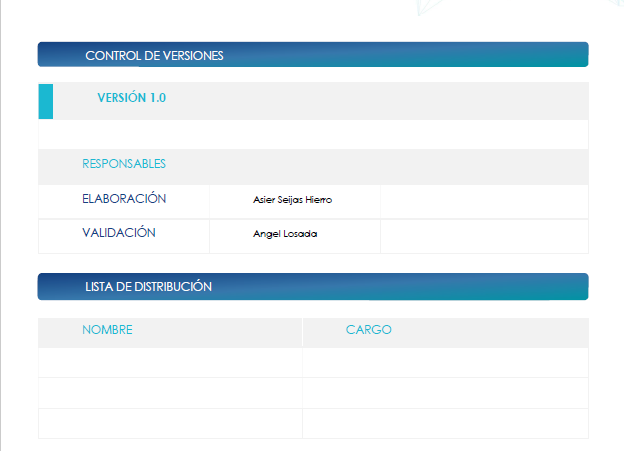 CONTROL DE VERSIONES
VERSIÓN 1.0
RESPONSABLES
ELABORACIÓN Asier Seijas Hierro
VALIDACIÓN Angel Losada
LISTA DE DISTRIBUCIÓN
NOMBRE CARGO